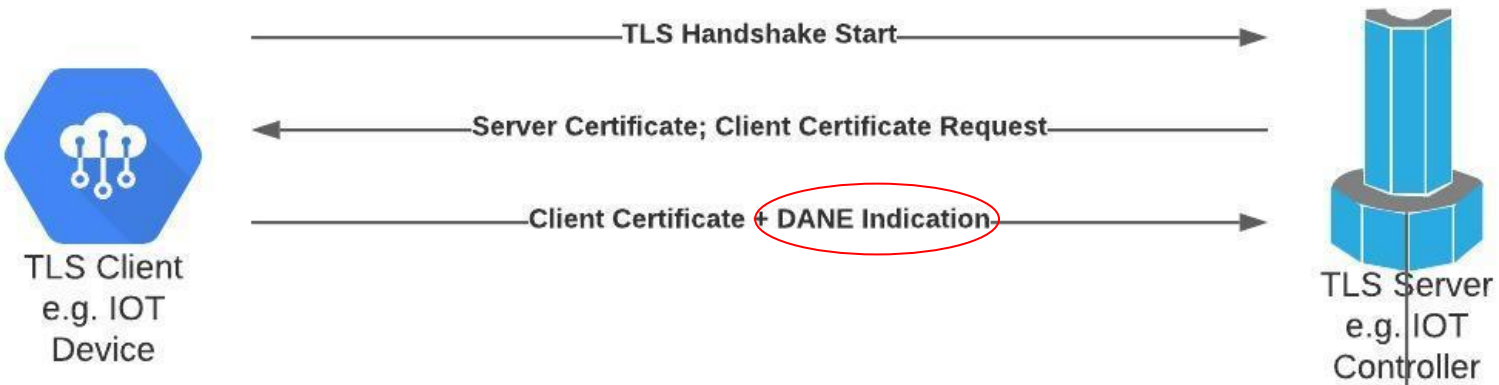 TLS Handshake Start
Server Certificate; Client Certificate Request
Client Certificate + DANE Indication
TLS Client
e.g. IOT
Device
TLS Server
e.g. IOT
Controller